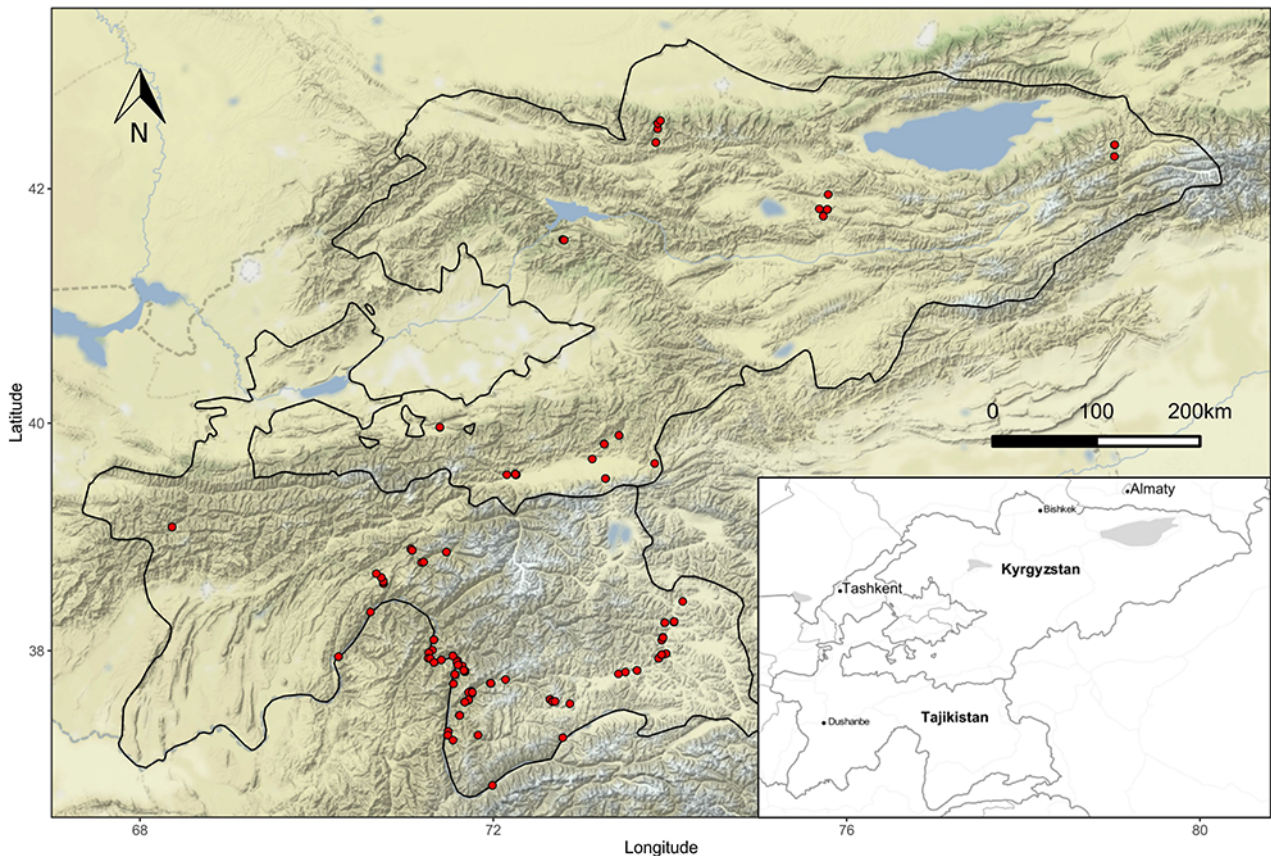 N
42
40
38
Latitude
0 100 200km
Almaty
Bishkek
Kyrgyzstan
Tashkent
Dushanbe
Tajikistan
68 72 76 80
Longitude